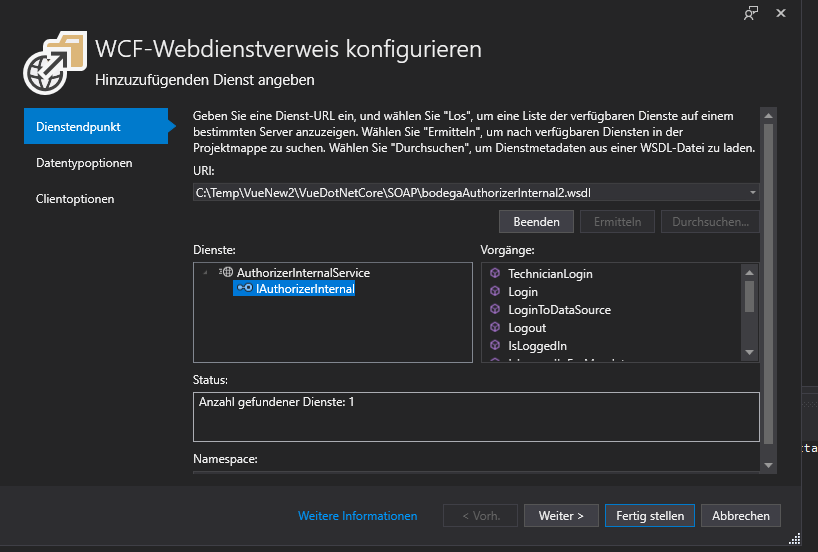 WCF-Webdienstverweis konfigurieren
Hinzuzufügenden Dienst angeben
Dienstendpunkt
Datentypoptionen
Clientoptionen
Geben Sie eine Dienst-URL ein, und wählen Sie "Los", um eine Liste der verfügbaren Dienste auf einem
bestimmten Server anzuzeigen. Wählen Sie "Ermitteln", um nach verfügbaren Diensten in der
Projektmappe zu suchen. Wählen Sie "Durchsuchen", um Dienstmetadaten aus einer WSDL-Datei zu laden.
URI:
C:\Temp\VueNew2\VueDotNetCore\SOAP\bodegaAuthorizerInternal2.wsdl
Beenden
Ermitteln
Durchsuchen...
Dienste:
AuthorizerInternalService
IAuthorizerInternal
Vorgänge:
TechnicianLogin
Login
LoginToDataSource
Logout
IsLoggedIn
Status:
Anzahl gefundener Dienste: 1
Namespace:
Weitere Informationen
< Vorh.
Weiter >
Fertig stellen
Abbrechen